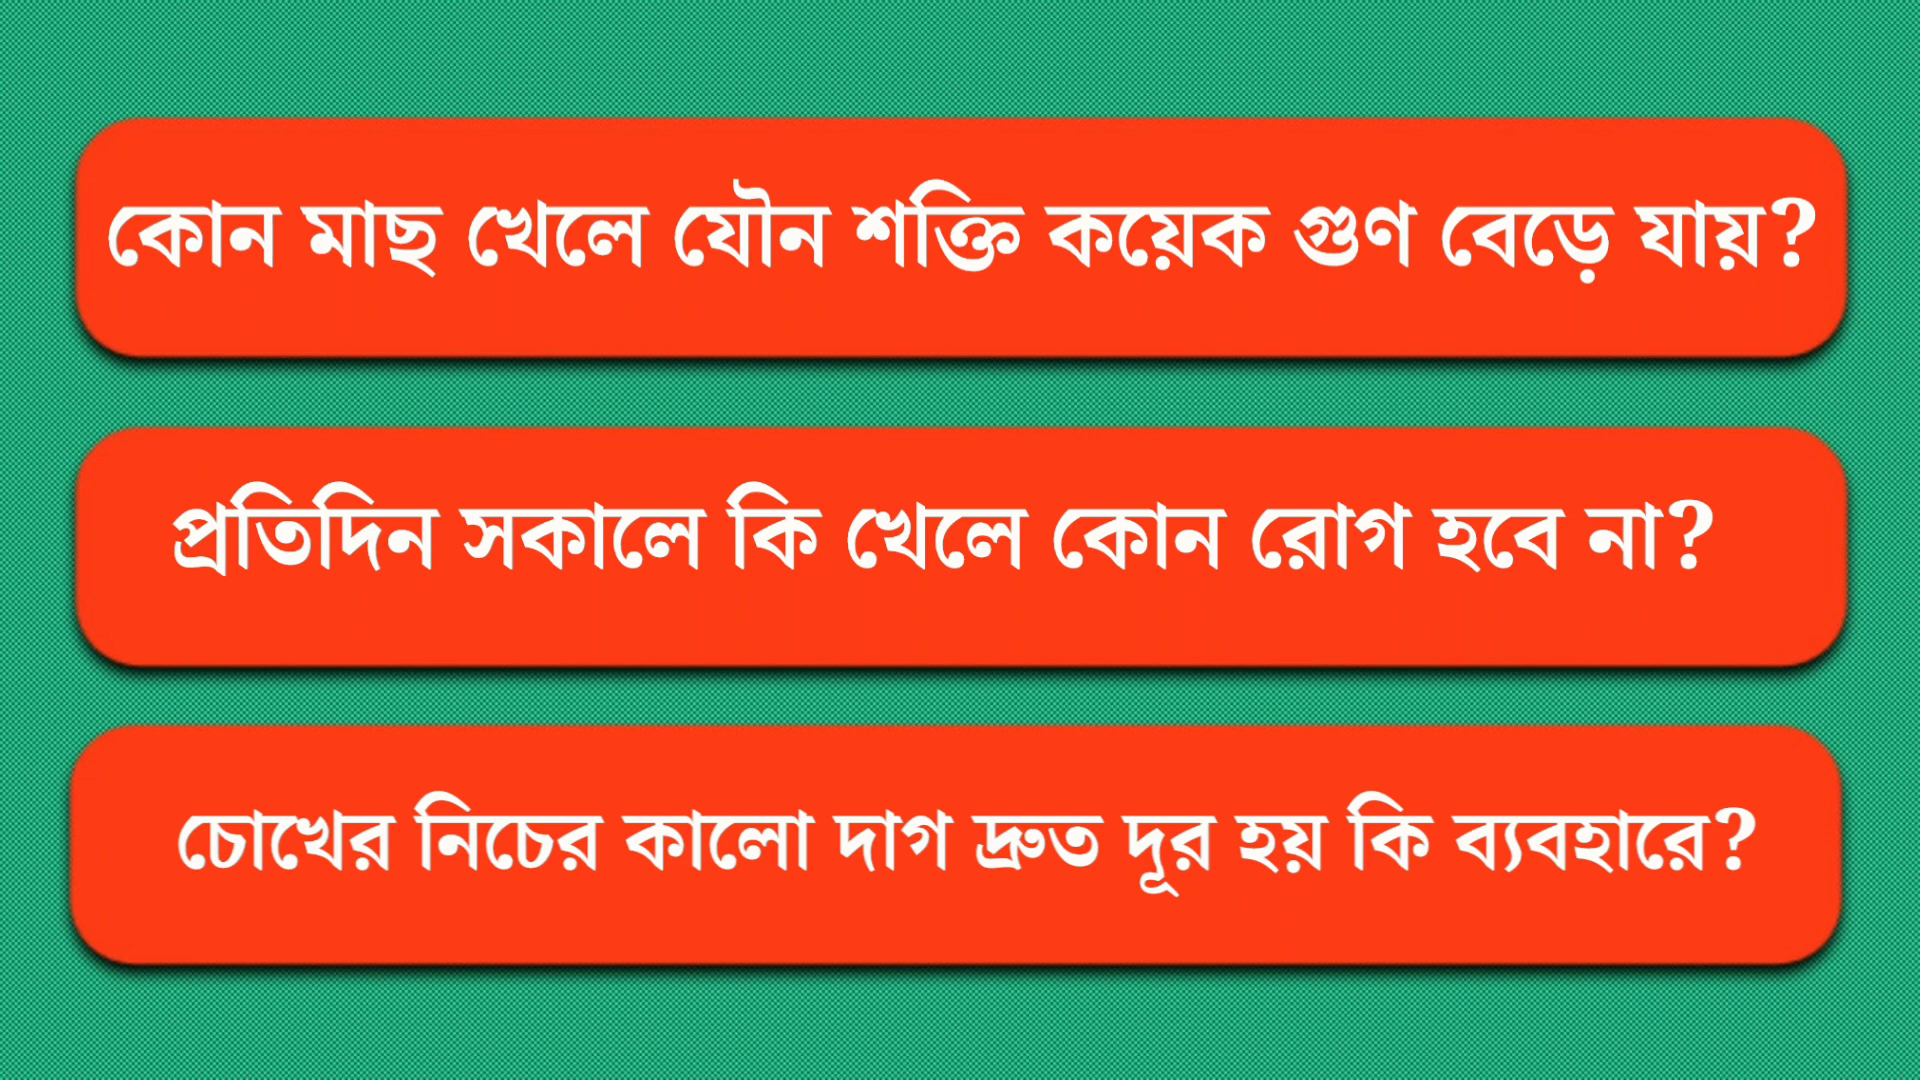 কোন মাছ খেলে যৌন শক্তি কয়েক গুণ বেড়ে যায়?
প্রতিদিন সকালে কি খেলে কোন রোগ হবে না?
চোখের নিচের কালো দাগ দ্রুত দূর হয় কি ব্যবহারে?